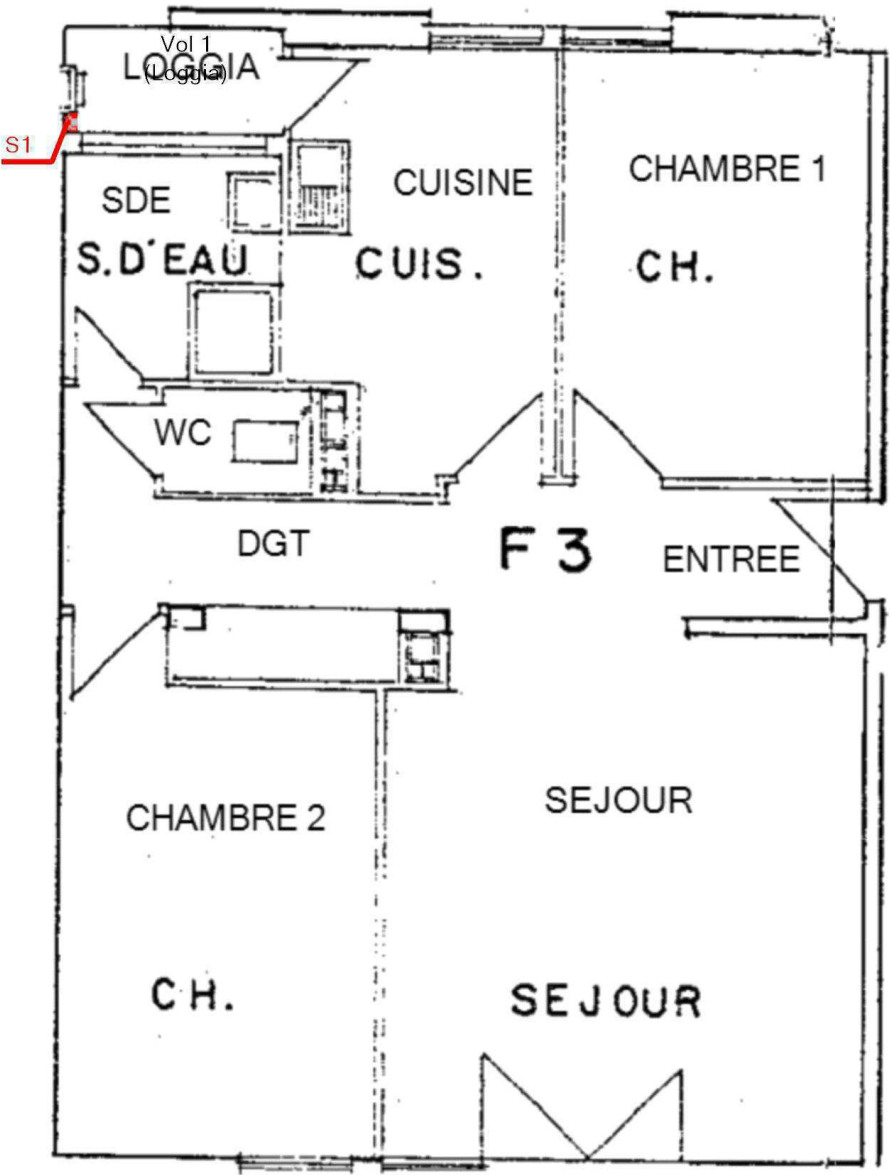 Vol 1
LOGGIA
(Loggia)
S1
SDE
CUISINE
CHAMBRE 1
S.D'EAU
CUIS.
CH.
WC
DGT
F3
ENTREE
CHAMBRE 2
SEJOUR
CH.
SEJOUR